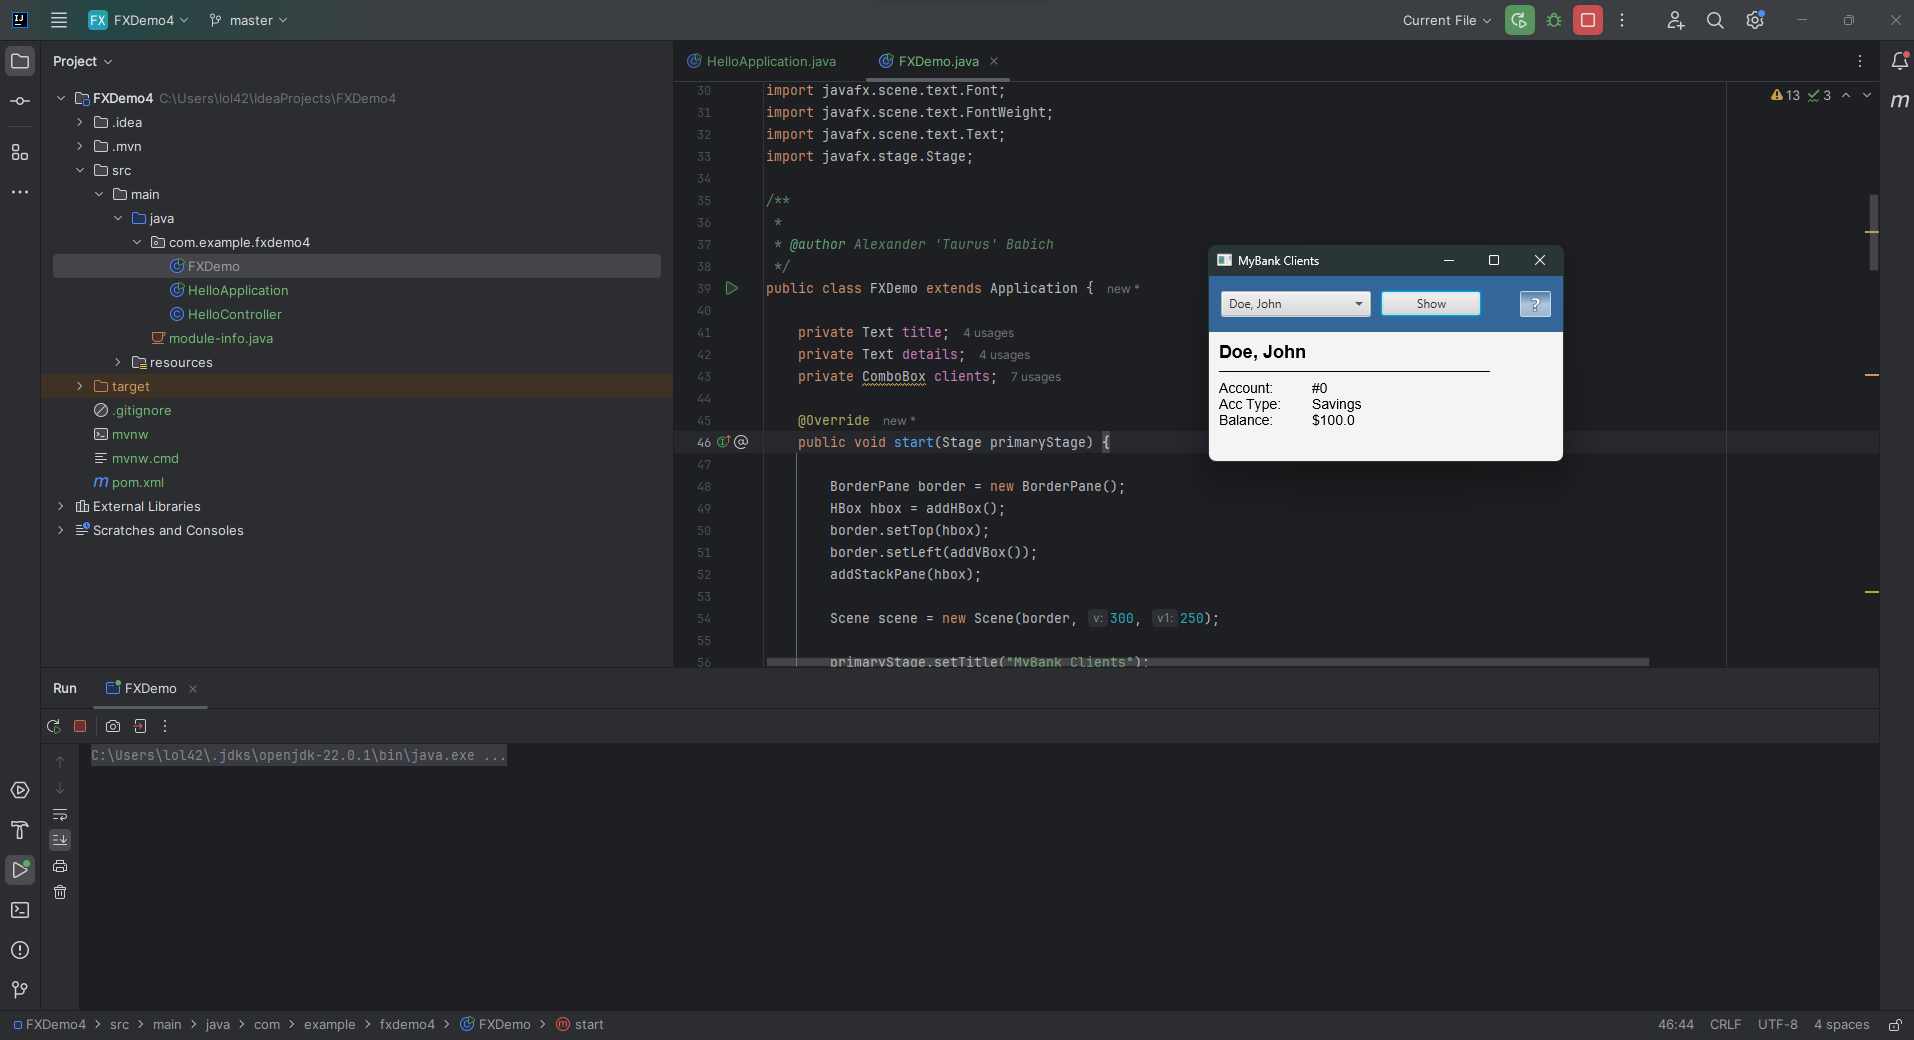 FX FXDemo4 master Current File
Project
FXDemo4 C:\Users\lol42\IdeaProjects\FXDemo4
.idea
.mvn
src
main
java
com.example.fxdemo4
FXDemo
HelloApplication
HelloController
module-info.java
resources
target
.gitignore
mvnw
mvnw.cmd
pom.xml
External Libraries
Scratches and Consoles
HelloApplication.java FXDemo.java
13 3
30 import javafx.scene.text.Font;
31 import javafx.scene.text.FontWeight;
32 import javafx.scene.text.Text;
33 import javafx.stage.Stage;
34
35 /**
36 *
37 * @author Alexander 'Taurus' Babich
38 */
39 public class FXDemo extends Application { new *
40
41 private Text title; 4 usages
42 private Text details; 4 usages
43 private ComboBox clients; 7 usages
44
45 @Override new *
46 public void start(Stage primaryStage) {
47
48 BorderPane border = new BorderPane();
49 HBox hbox = addHBox();
50 border.setTop(hbox);
51 border.setLeft(addVBox());
52 addStackPane(hbox);
53
54 Scene scene = new Scene(border, v: 300, v1: 250);
55
56 primaryStage.setTitle("MyBank Clients");
MyBank Clients
Doe, John Show ?
Doe, John
Account: #0
Acc Type: Savings
Balance: $100.0
Run FXDemo
C:\Users\lol42\.jdks\openjdk-22.0.1\bin\java.exe ...
FXDemo4 > src > main > java > com > example > fxdemo4 > FXDemo > start
46:44 CRLF UTF-8 4 spaces